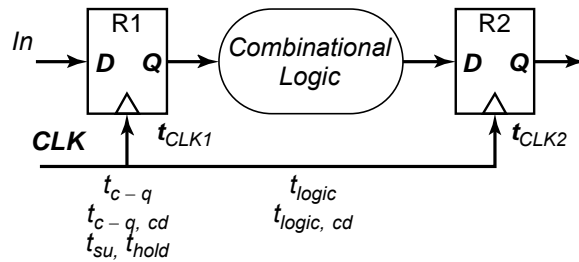 In
R1
D Q
Combinational
Logic
R2
D Q
CLK
t_CLK1
t_CLK2
t_c – q
t_c – q, cd
t_su, t_hold
t_logic
t_logic, cd